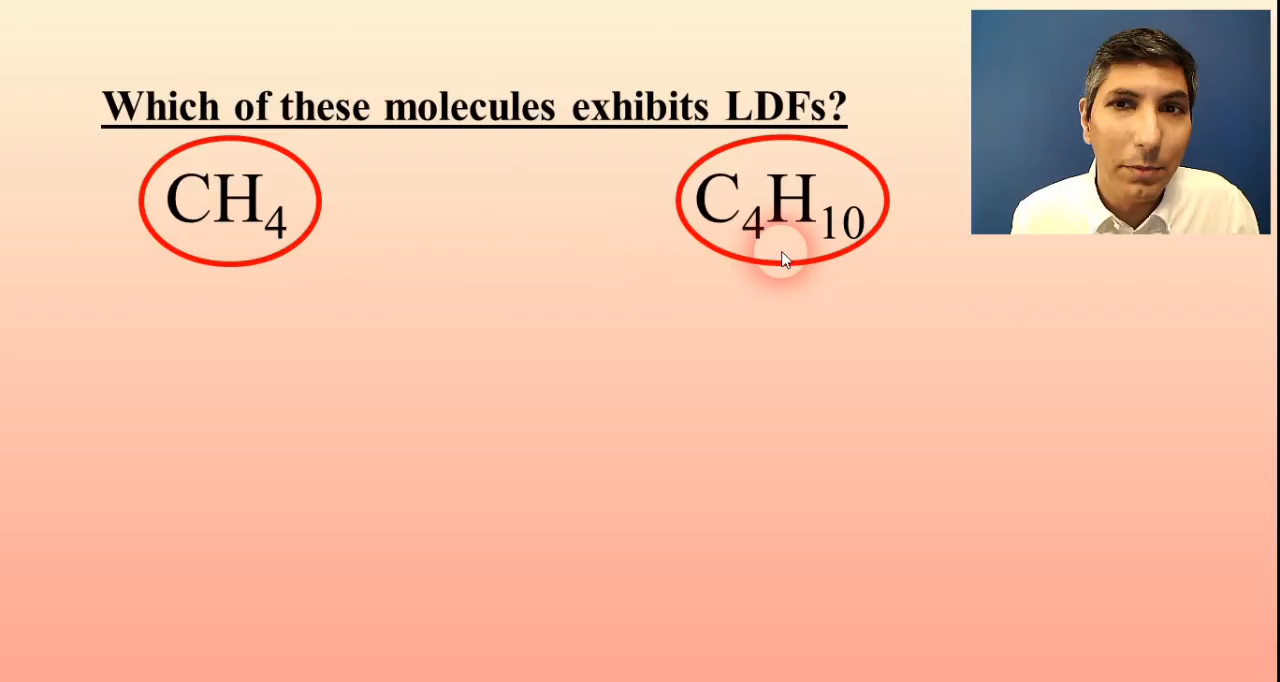 Which of these molecules exhibits LDFs?
CH₄ C₄H₁₀